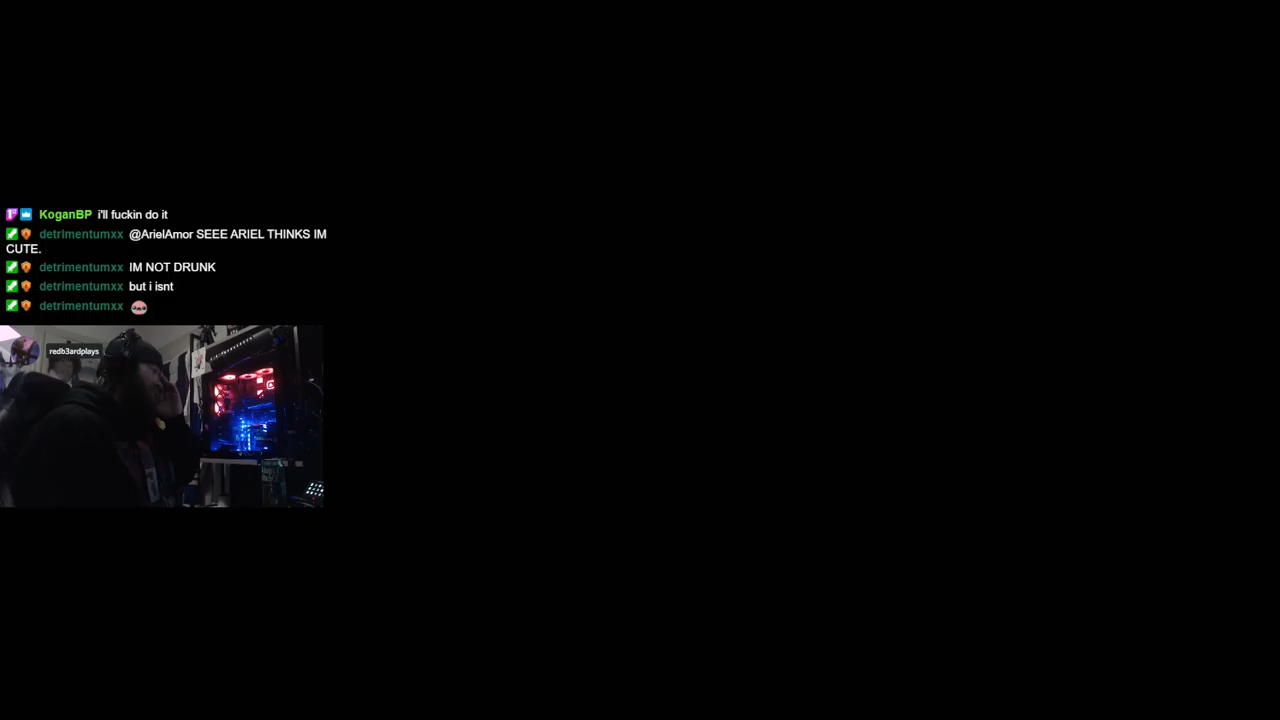 KoganBP i'll fuckin do it
detrimentumxx @ArielAmor SEEE ARIEL THINKS IM
CUTE.
detrimentumxx IM NOT DRUNK
detrimentumxx but i isnt
detrimentumxx
redb3ardplays